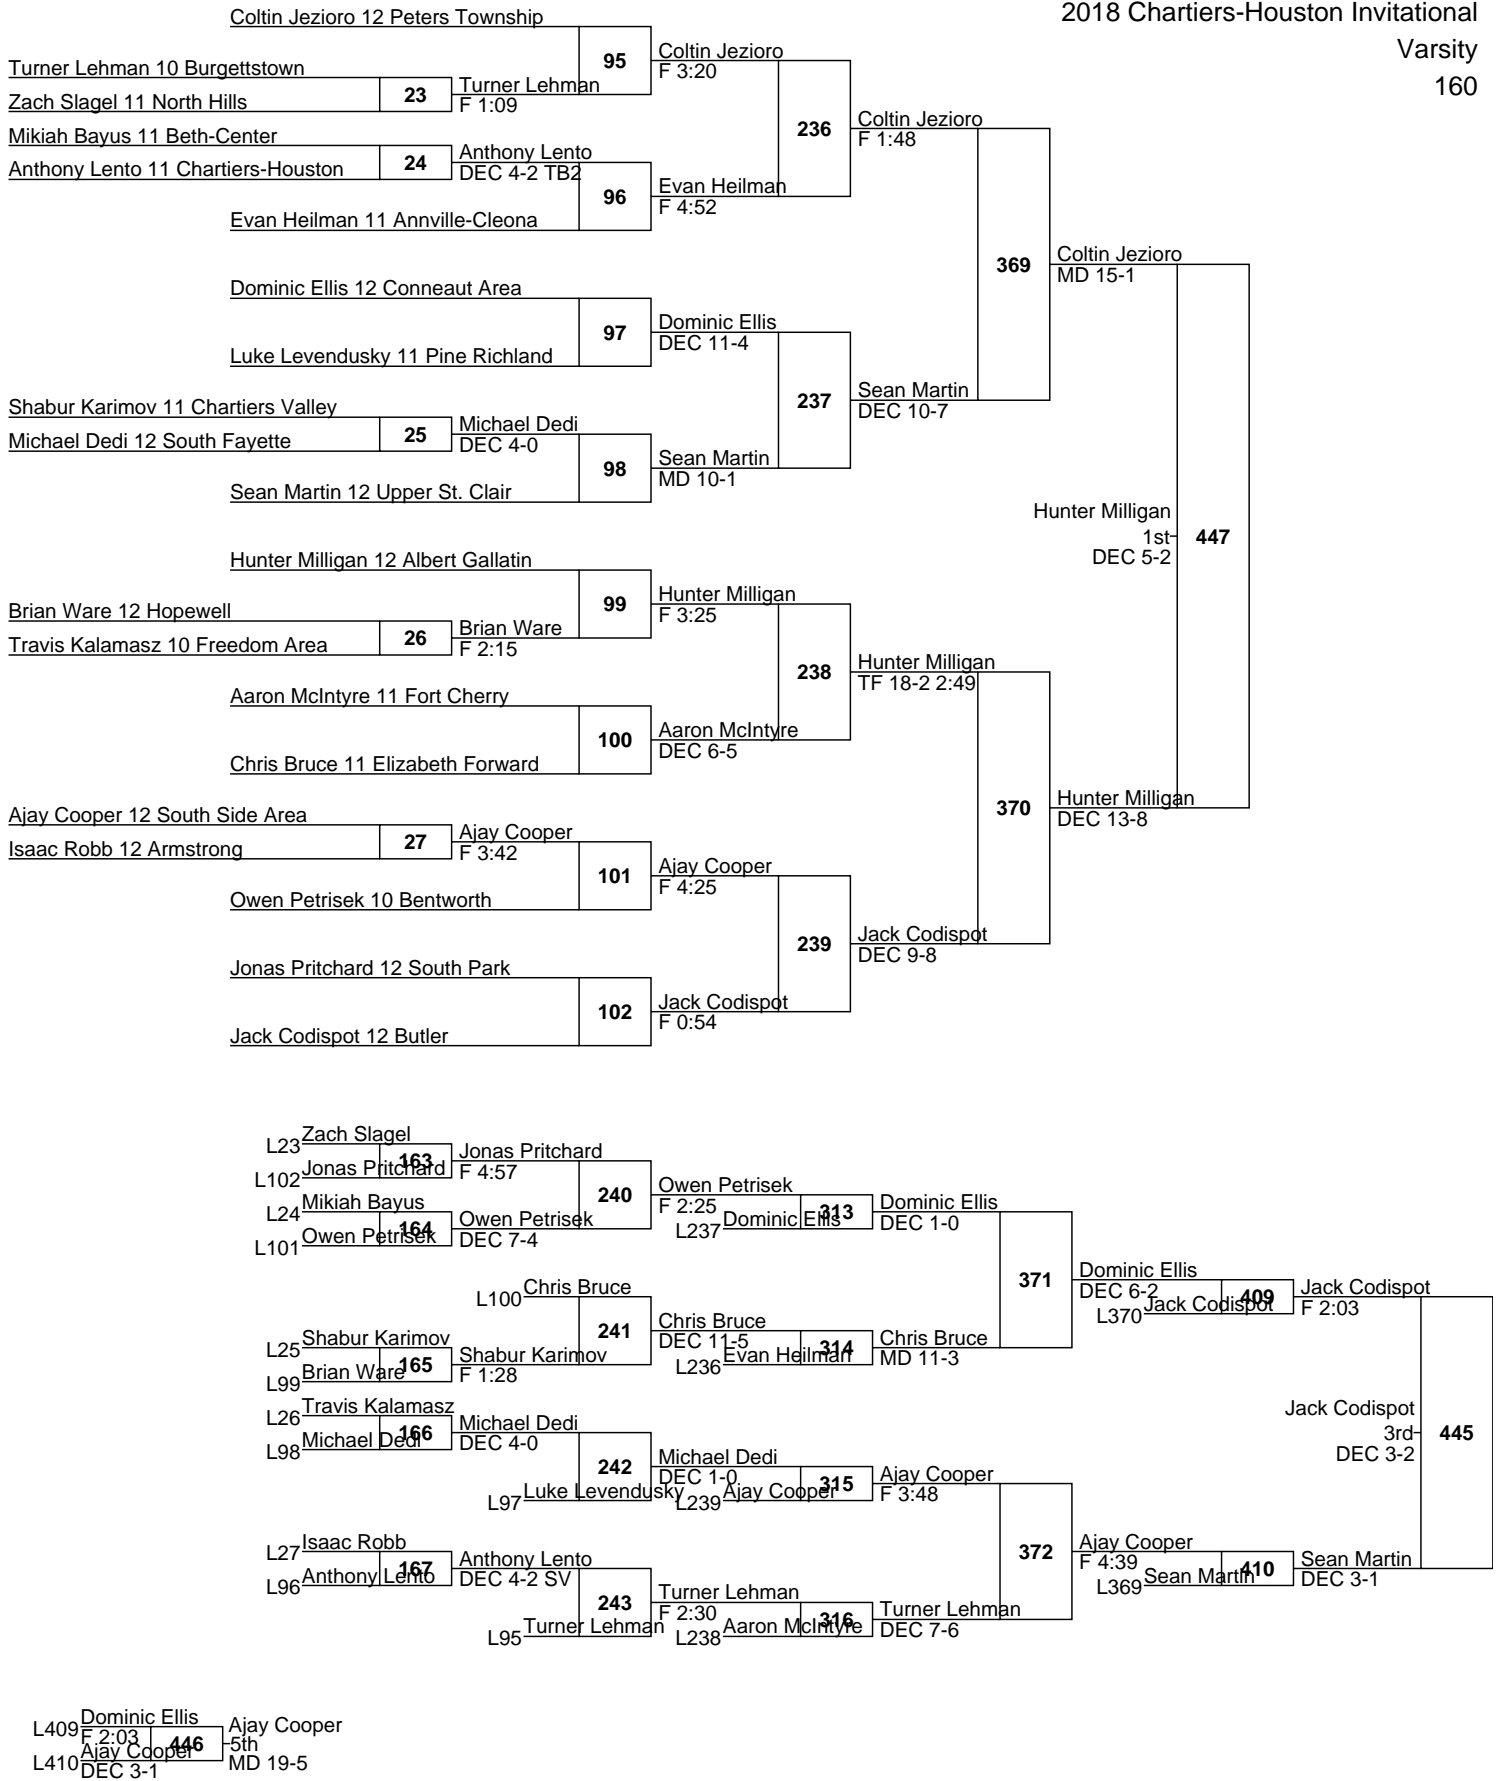 2018 Chartiers-Houston Invitational
Varsity
160
Coltin Jezioro 12 Peters Township
95
Coltin Jezioro
F 3:20
Turner Lehman 10 Burgettstown
23
Turner Lehman
F 1:09
Zach Slagel 11 North Hills
236
Coltin Jezioro
F 1:48
Mikiah Bayus 11 Beth-Center
24
Anthony Lento
DEC 4-2 TB2
Anthony Lento 11 Chartiers-Houston
96
Evan Heilman
F 4:52
Evan Heilman 11 Annville-Cleona
369
Coltin Jezioro
MD 15-1
Dominic Ellis 12 Conneaut Area
97
Dominic Ellis
DEC 11-4
Luke Levendusky 11 Pine Richland
237
Sean Martin
DEC 10-7
Shabur Karimov 11 Chartiers Valley
25
Michael Dedi
DEC 4-0
Michael Dedi 12 South Fayette
98
Sean Martin
MD 10-1
Sean Martin 12 Upper St. Clair
Hunter Milligan
1st
DEC 5-2
447
Hunter Milligan 12 Albert Gallatin
99
Hunter Milligan
F 3:25
Brian Ware 12 Hopewell
26
Brian Ware
F 2:15
Travis Kalamasz 10 Freedom Area
238
Hunter Milligan
TF 18-2 2:49
Aaron McIntyre 11 Fort Cherry
100
Aaron McIntyre
DEC 6-5
Chris Bruce 11 Elizabeth Forward
370
Hunter Milligan
DEC 13-8
Ajay Cooper 12 South Side Area
27
Ajay Cooper
F 3:42
Isaac Robb 12 Armstrong
101
Ajay Cooper
F 4:25
Owen Petrisek 10 Bentworth
239
Jack Codispot
DEC 9-8
Jonas Pritchard 12 South Park
102
Jack Codispot
F 0:54
Jack Codispot 12 Butler
L23 Zach Slagel
163
Jonas Pritchard
F 4:57
L102 Jonas Pritchard
240
Owen Petrisek
F 2:25
L24 Mikiah Bayus
164
Owen Petrisek
DEC 7-4
L101 Owen Petrisek
L237 Dominic Ellis
313
Dominic Ellis
DEC 1-0
371
Dominic Ellis
DEC 6-2
L370 Jack Codispot
409
Jack Codispot
F 2:03
L100 Chris Bruce
241
Chris Bruce
DEC 11-5
L25 Shabur Karimov
165
Shabur Karimov
F 1:28
L99 Brian Ware
L236 Evan Heilman
314
Chris Bruce
MD 11-3
L26 Travis Kalamasz
166
Michael Dedi
DEC 4-0
L98 Michael Dedi
242
Michael Dedi
DEC 1-0
L97 Luke Levendusky
L239 Ajay Cooper
315
Ajay Cooper
F 3:48
Jack Codispot
3rd
DEC 3-2
445
372
Ajay Cooper
F 4:39
L369 Sean Martin
410
Sean Martin
DEC 3-1
L27 Isaac Robb
167
Anthony Lento
DEC 4-2 SV
L96 Anthony Lento
243
Turner Lehman
F 2:30
L95 Turner Lehman
L238 Aaron McIntyre
316
Turner Lehman
DEC 7-6
L409 Dominic Ellis
F 2:03
446
Ajay Cooper
5th
MD 19-5
L410 Ajay Cooper
DEC 3-1